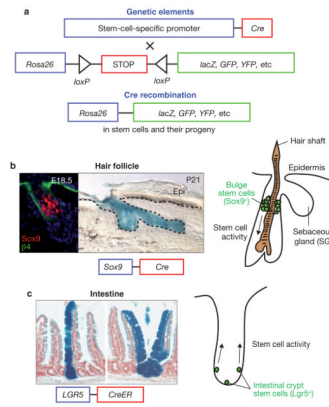 a
Genetic elements
Stem-cell-specific promoter
Cre
×
Rosa26
STOP
lacZ, GFP, YFP, etc
loxP
loxP
Cre recombination
Rosa26
lacZ, GFP, YFP, etc
in stem cells and their progeny
b
Hair follicle
E18.5
P21
Epi
Sox9
β4
Sox9
Cre
Hair shaft
Epidermis
Bulge
stem cells
(Sox9⁺)
Stem cell
activity
Sebaceous
gland (SG)
c
Intestine
LGR5
CreER
Stem cell activity
Intestinal crypt
stem cells (Lgr5⁺)